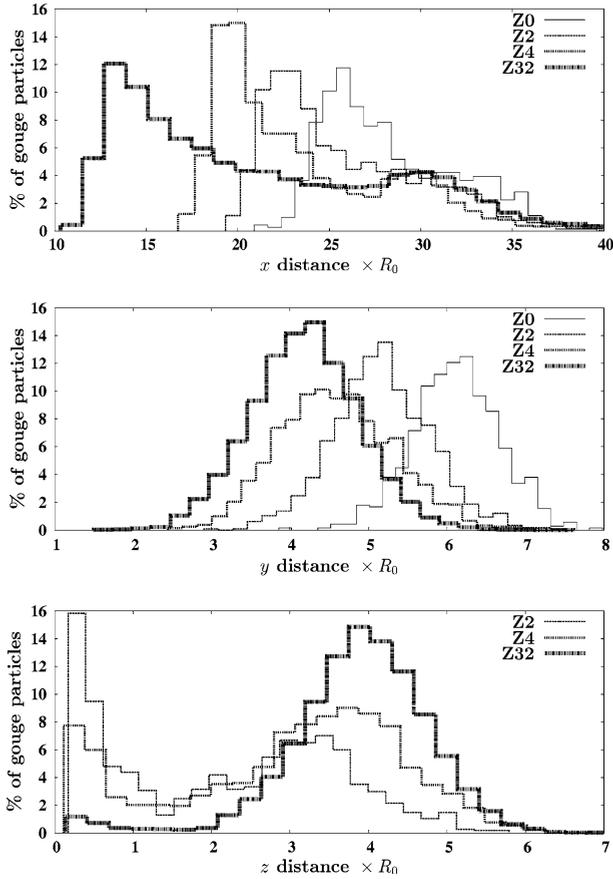 % of gouge particles
16
14
12
10
8
6
4
2
0
Z0
Z2
Z4
Z32
10 15 20 25 30 35 40
x distance × R₀
% of gouge particles
16
14
12
10
8
6
4
2
0
Z0
Z2
Z4
Z32
1 2 3 4 5 6 7 8
y distance × R₀
% of gouge particles
16
14
12
10
8
6
4
2
0
Z2
Z4
Z32
0 1 2 3 4 5 6 7
z distance × R₀